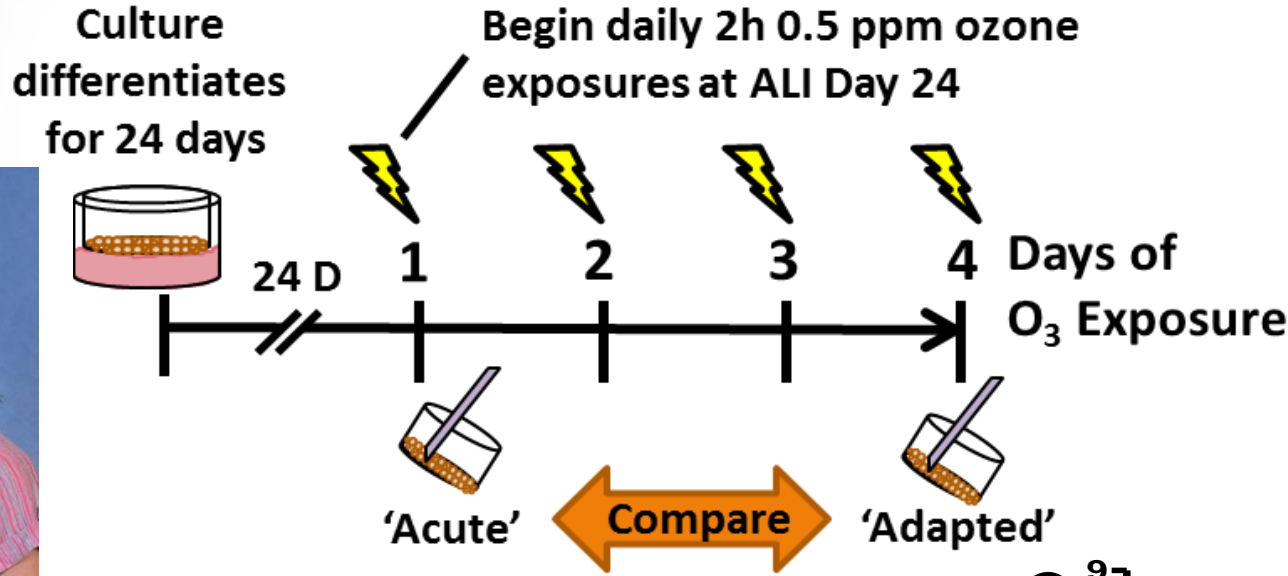 Culture
differentiates
for 24 days
Begin daily 2h 0.5 ppm ozone
exposures at ALI Day 24
24 D
1
2
3
4
Days of
O₃ Exposure
'Acute'
Compare
'Adapted'